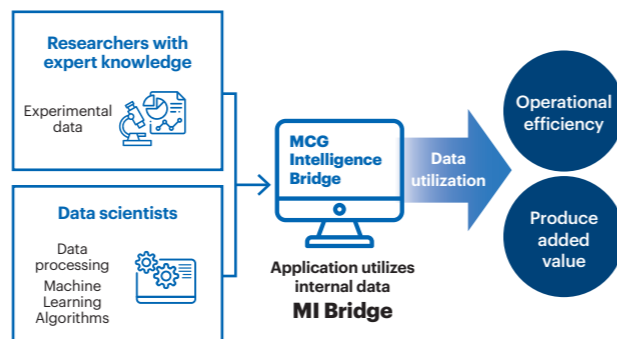 Researchers with
expert knowledge
Experimental
data
Data scientists
Data
processing
Machine
Learning
Algorithms
MCG
Intelligence
Bridge
Application utilizes
internal data
MI Bridge
Data
utilization
Operational
efficiency
Produce
added
value